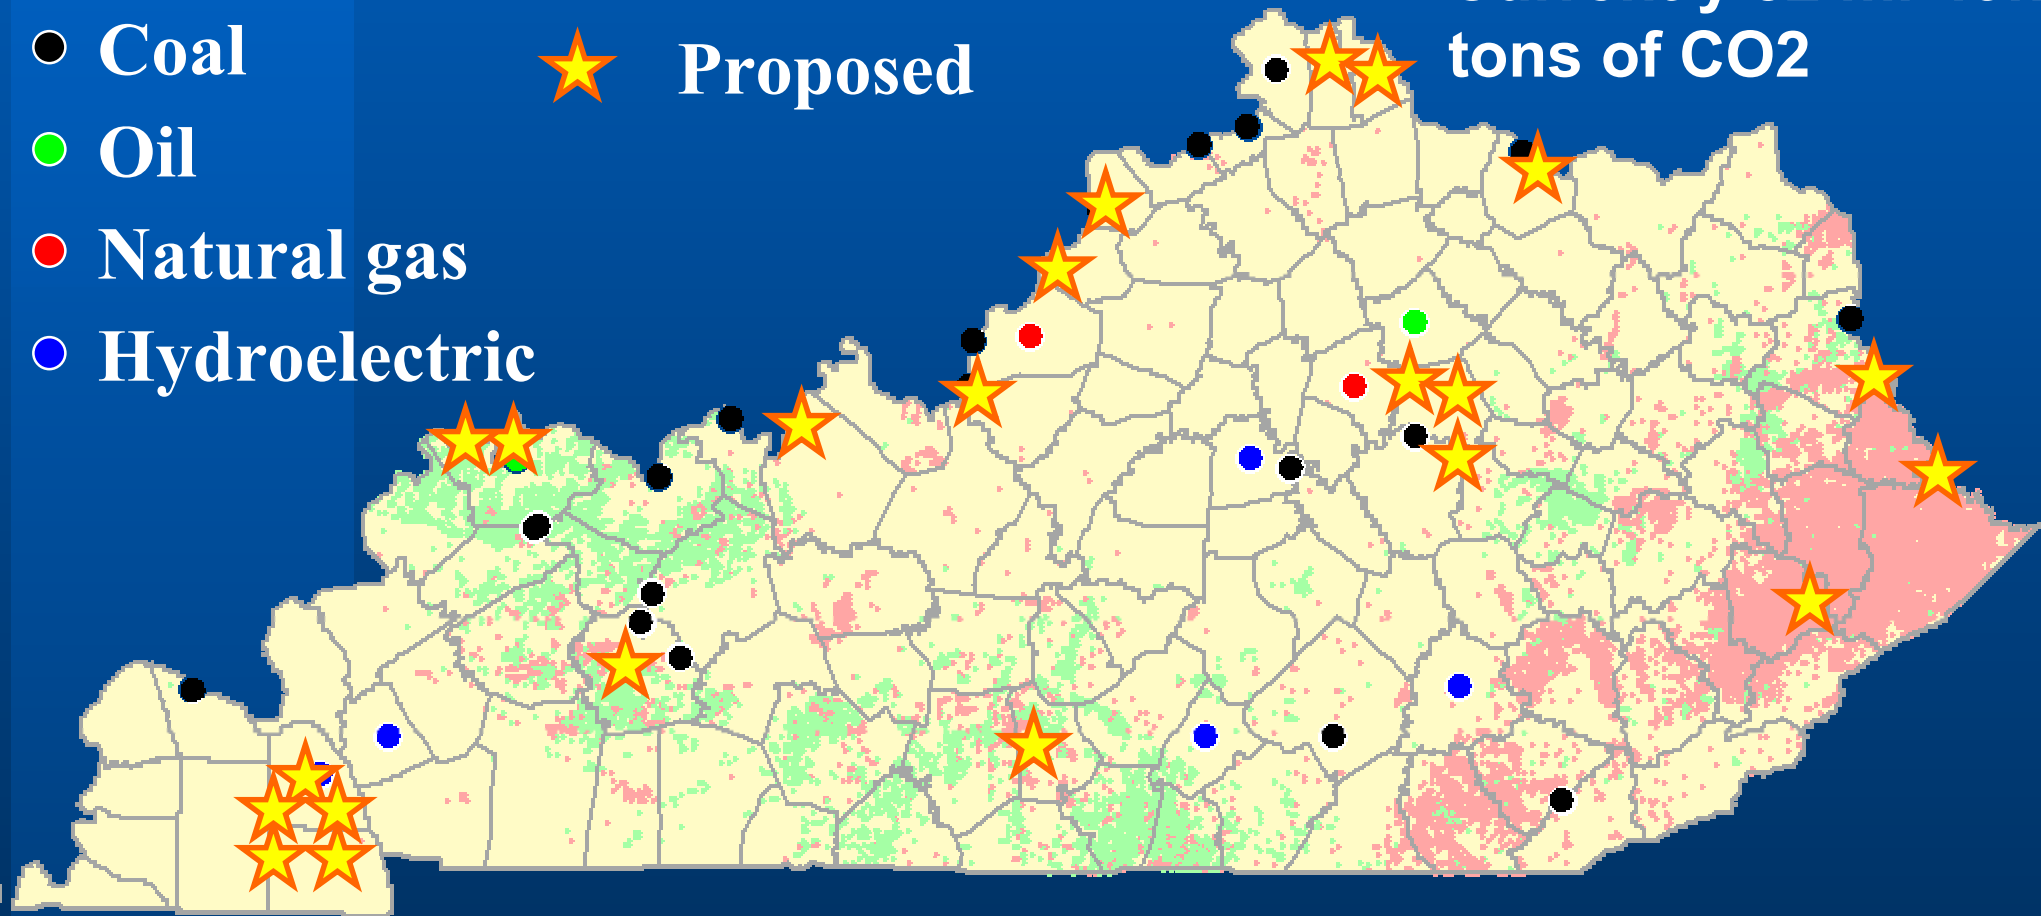 Coal
Proposed
tons of CO2
Oil
Natural gas
Hydroelectric